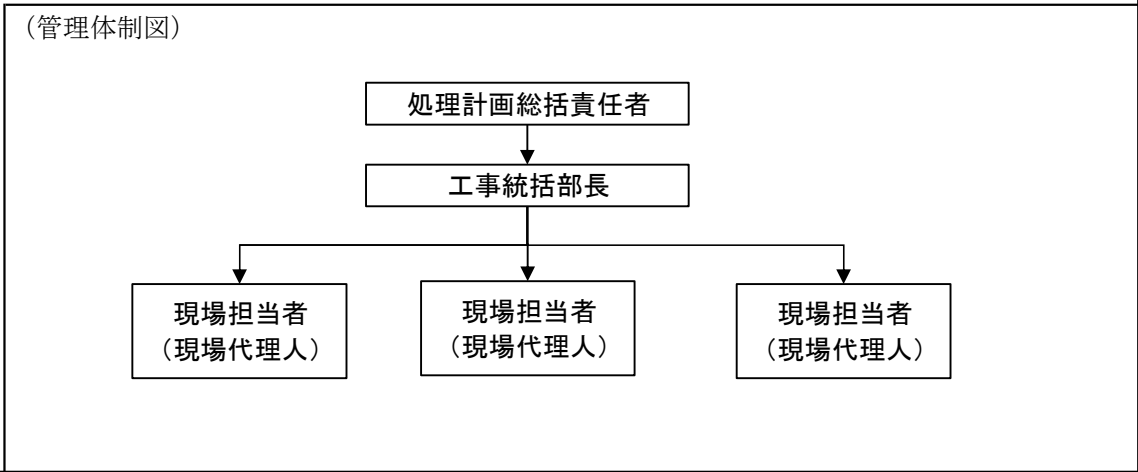 （管理体制図）
処理計画総括責任者
工事統括部長
現場担当者
（現場代理人）
現場担当者
（現場代理人）
現場担当者
（現場代理人）